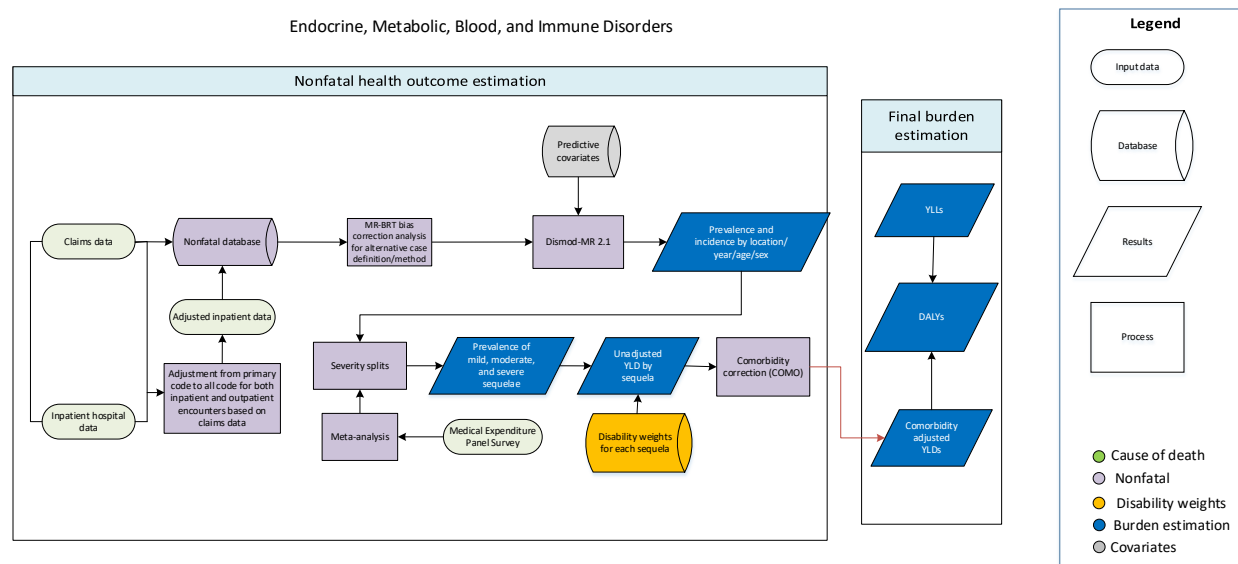 Endocrine, Metabolic, Blood, and Immune Disorders
Nonfatal health outcome estimation
Predictive
covariates
Claims data
Nonfatal database
MR-BRT bias
correction analysis
for alternative case
definition/method
Dismod-MR 2.1
Prevalence and
incidence by location/
year/age/sex
Adjusted inpatient data
Adjustment from primary
code to all code for both
inpatient and outpatient
encounters based on
claims data
Inpatient hospital
data
Severity splits
Prevalence of
mild, moderate,
and severe
sequelae
Unadjusted
YLD by
sequela
Comorbidity
correction (COMO)
Meta-analysis
Medical Expenditure
Panel Survey
Disability weights
for each sequela
Final burden
estimation
YLLs
DALYs
Comorbidity
adjusted
YLDs
Legend
Input data
Database
Results
Process
Cause of death
Nonfatal
Disability weights
Burden estimation
Covariates